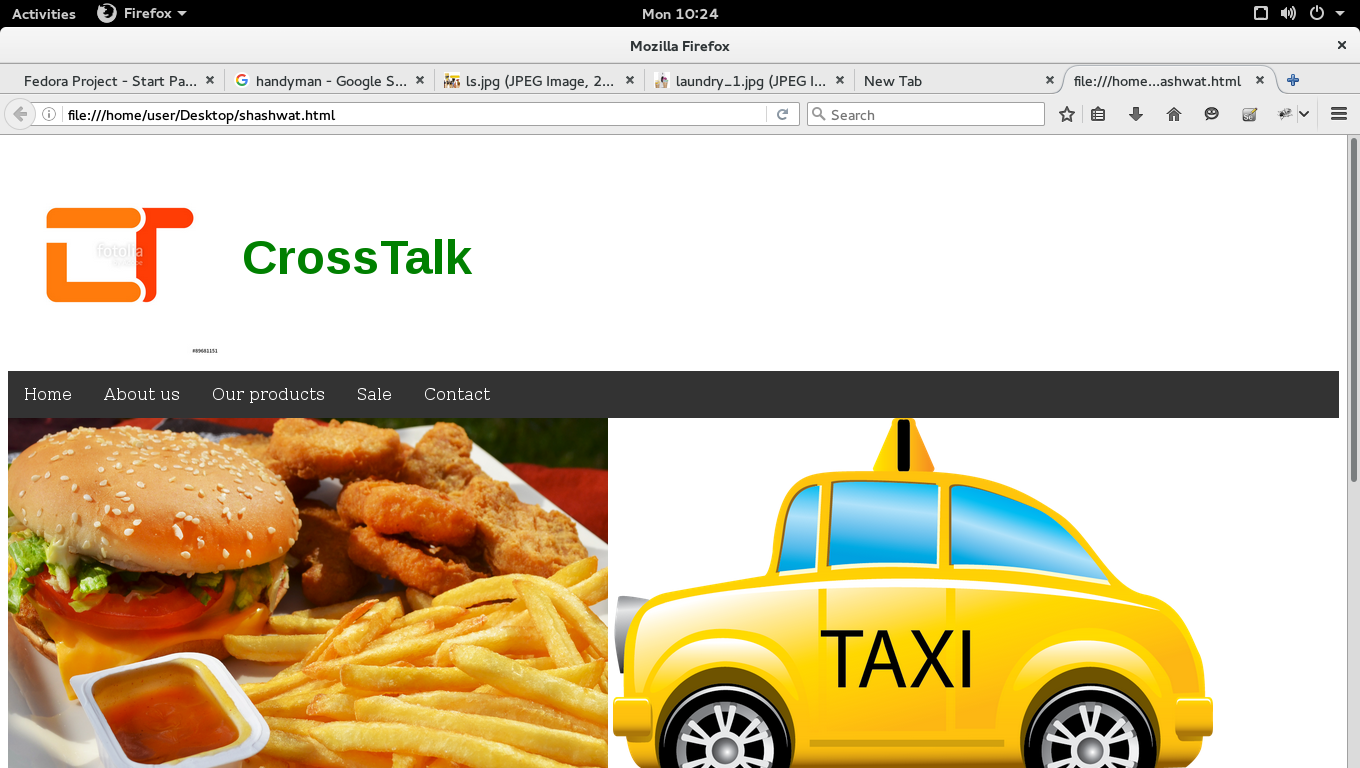 Activities Firefox Mon 10:24
Mozilla Firefox
Fedora Project - Start Pa... handyman - Google S... ls.jpg (JPEG Image, 2... laundry_1.jpg (JPEG I... New Tab file:///home...ashwat.html
file:///home/user/Desktop/shashwat.html Search
fotolia
CrossTalk
#89681151
Home About us Our products Sale Contact
TAXI